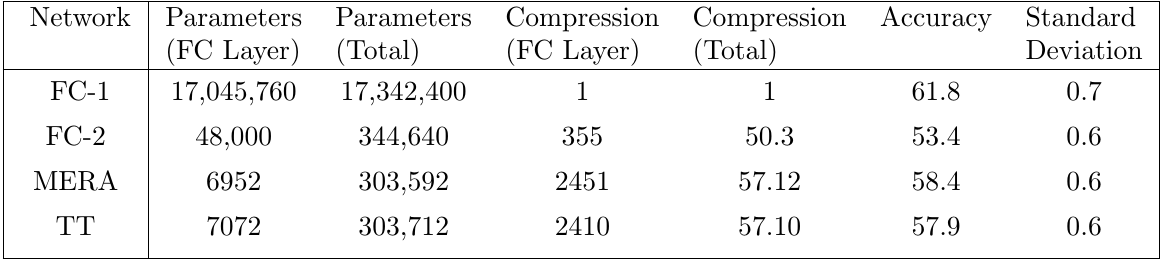 Network Parameters Parameters Compression Compression Accuracy Standard
(FC Layer) (Total) (FC Layer) (Total) Deviation
FC-1 17,045,760 17,342,400 1 1 61.8 0.7
FC-2 48,000 344,640 355 50.3 53.4 0.6
MERA 6952 303,592 2451 57.12 58.4 0.6
TT 7072 303,712 2410 57.10 57.9 0.6